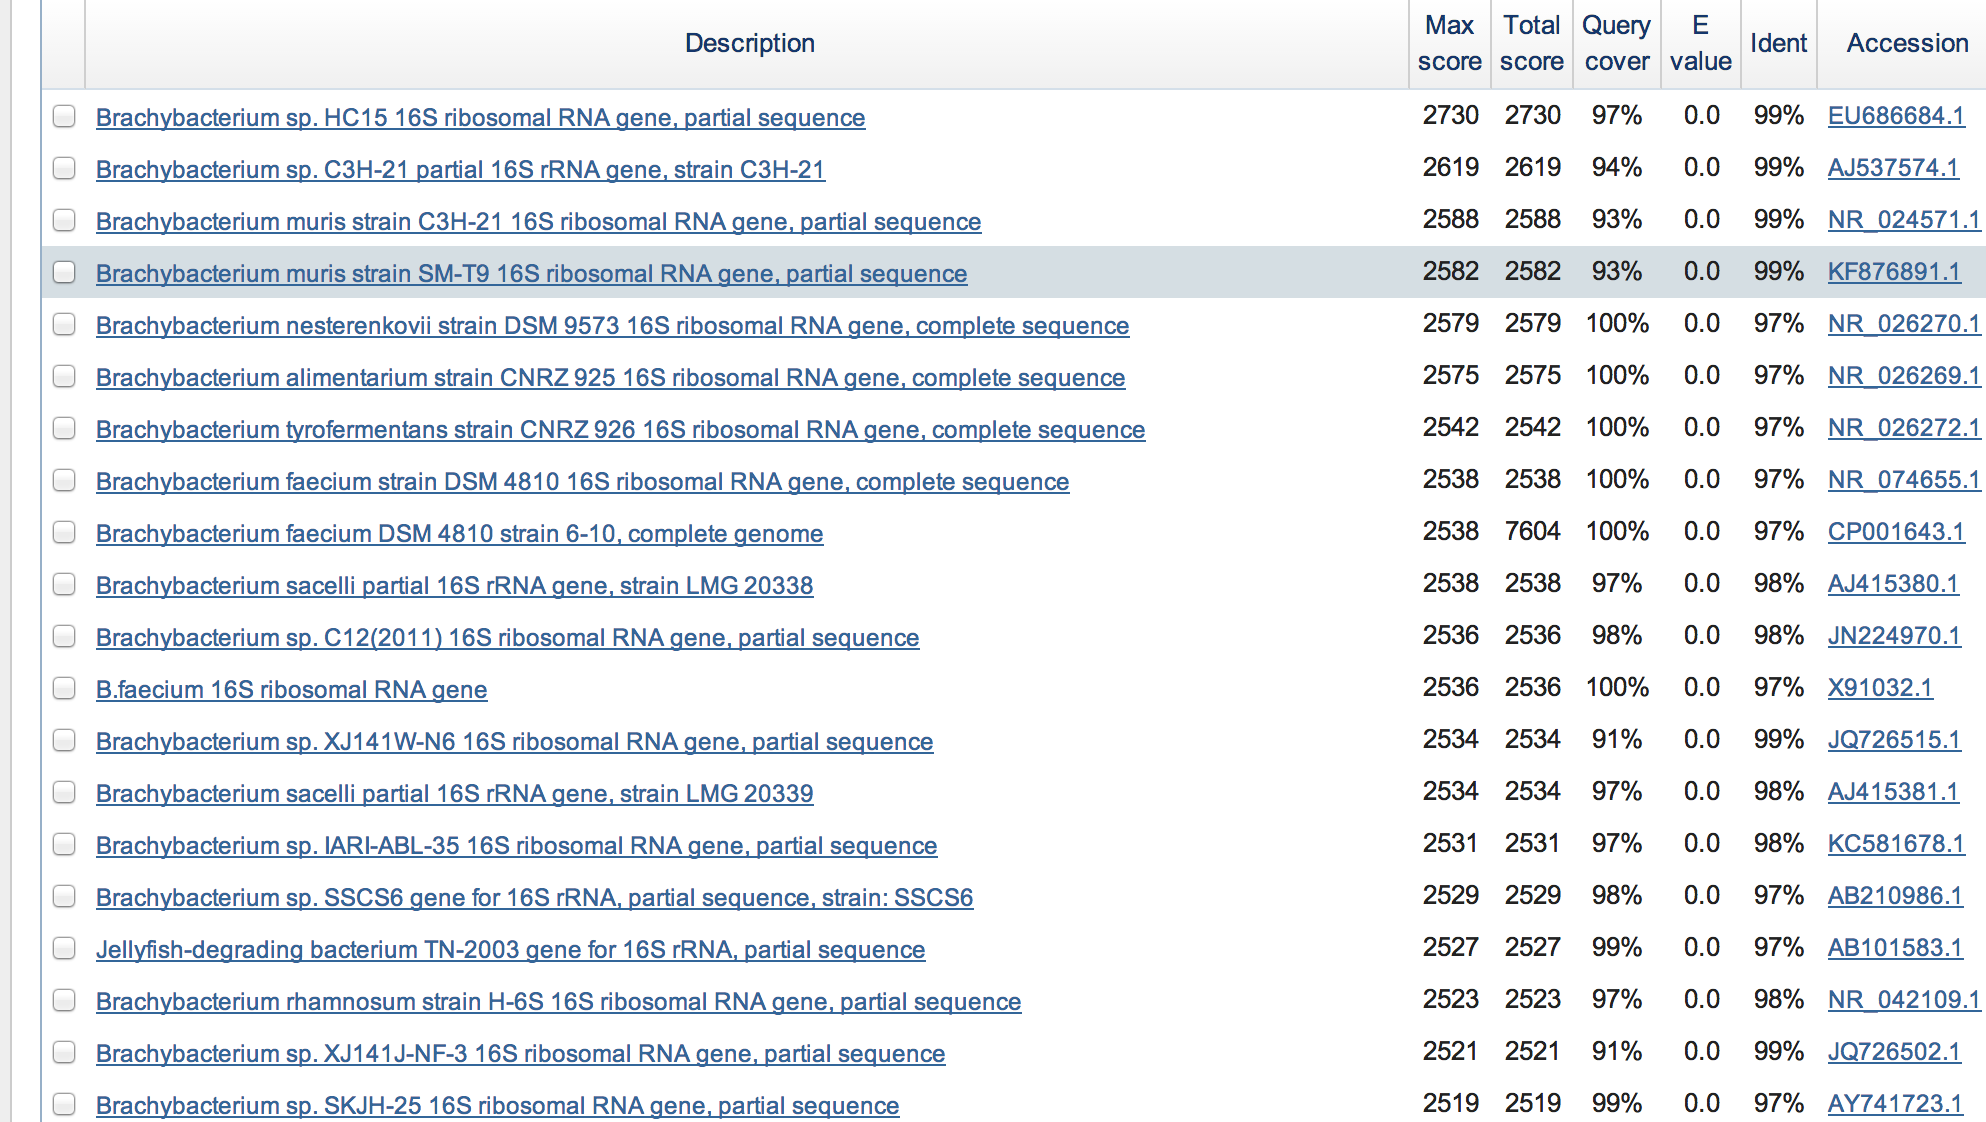 Description Max score Total score Query cover E value Ident Accession
Brachybacterium sp. HC15 16S ribosomal RNA gene, partial sequence 2730 2730 97% 0.0 99% EU686684.1
Brachybacterium sp. C3H-21 partial 16S rRNA gene, strain C3H-21 2619 2619 94% 0.0 99% AJ537574.1
Brachybacterium muris strain C3H-21 16S ribosomal RNA gene, partial sequence 2588 2588 93% 0.0 99% NR_024571.1
Brachybacterium muris strain SM-T9 16S ribosomal RNA gene, partial sequence 2582 2582 93% 0.0 99% KF876891.1
Brachybacterium nesterenkovii strain DSM 9573 16S ribosomal RNA gene, complete sequence 2579 2579 100% 0.0 97% NR_026270.1
Brachybacterium alimentarium strain CNRZ 925 16S ribosomal RNA gene, complete sequence 2575 2575 100% 0.0 97% NR_026269.1
Brachybacterium tyrofermentans strain CNRZ 926 16S ribosomal RNA gene, complete sequence 2542 2542 100% 0.0 97% NR_026272.1
Brachybacterium faecium strain DSM 4810 16S ribosomal RNA gene, complete sequence 2538 2538 100% 0.0 97% NR_074655.1
Brachybacterium faecium DSM 4810 strain 6-10, complete genome 2538 7604 100% 0.0 97% CP001643.1
Brachybacterium sacelli partial 16S rRNA gene, strain LMG 20338 2538 2538 97% 0.0 98% AJ415380.1
Brachybacterium sp. C12(2011) 16S ribosomal RNA gene, partial sequence 2536 2536 98% 0.0 98% JN224970.1
B.faecium 16S ribosomal RNA gene 2536 2536 100% 0.0 97% X91032.1
Brachybacterium sp. XJ141W-N6 16S ribosomal RNA gene, partial sequence 2534 2534 91% 0.0 99% JQ726515.1
Brachybacterium sacelli partial 16S rRNA gene, strain LMG 20339 2534 2534 97% 0.0 98% AJ415381.1
Brachybacterium sp. IARI-ABL-35 16S ribosomal RNA gene, partial sequence 2531 2531 97% 0.0 98% KC581678.1
Brachybacterium sp. SSCS6 gene for 16S rRNA, partial sequence, strain: SSCS6 2529 2529 98% 0.0 97% AB210986.1
Jellyfish-degrading bacterium TN-2003 gene for 16S rRNA, partial sequence 2527 2527 99% 0.0 97% AB101583.1
Brachybacterium rhamnosum strain H-6S 16S ribosomal RNA gene, partial sequence 2523 2523 97% 0.0 98% NR_042109.1
Brachybacterium sp. XJ141J-NF-3 16S ribosomal RNA gene, partial sequence 2521 2521 91% 0.0 99% JQ726502.1
Brachybacterium sp. SKJH-25 16S ribosomal RNA gene, partial sequence 2519 2519 99% 0.0 97% AY741723.1